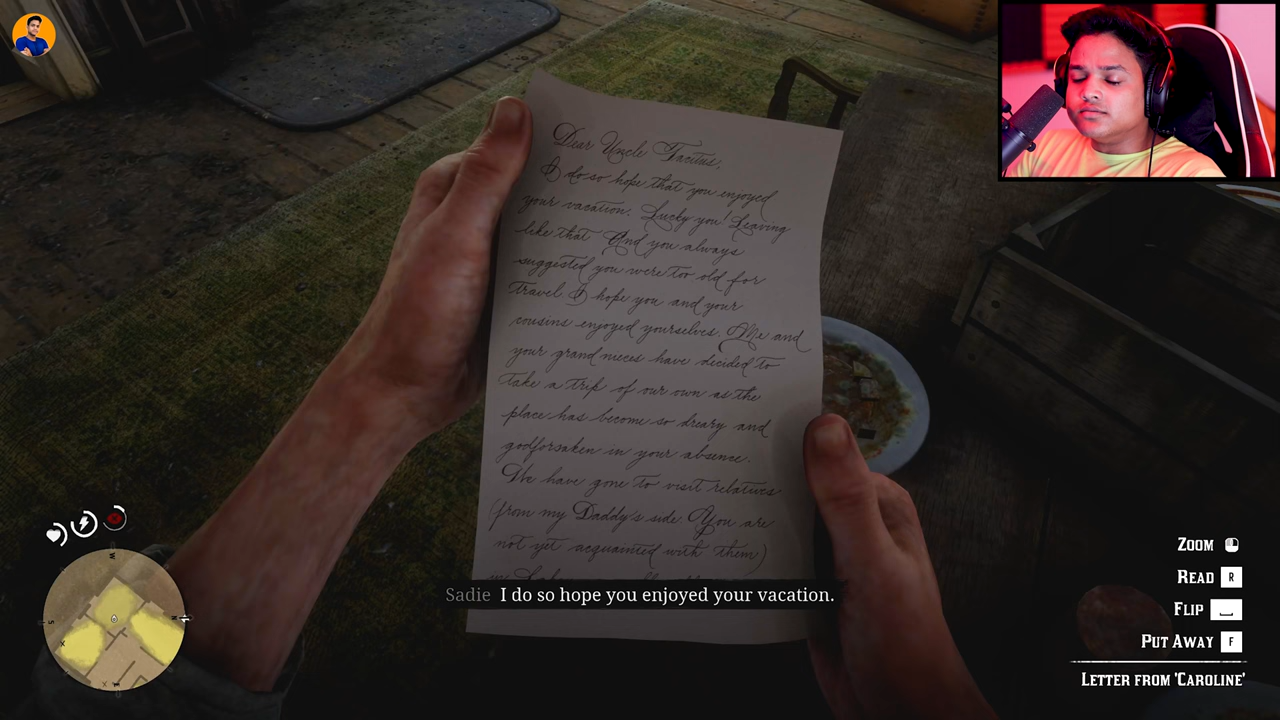 Dear Uncle Tacitus,
I do so hope that you enjoyed
your vacation. Lucky you! Leaving
like that. And you always
suggested you were too old for
travel. I hope you and your
cousins enjoyed yourselves. Me and
your grand nieces have decided to
take a trip of our own as the
place has become so dreary and
godforsaken in your absence.
We have gone to visit relatives
(from my Daddy's side. You are
not yet acquainted with them)
Sadie I do so hope you enjoyed your vacation.
ZOOM
READ R
FLIP
PUT AWAY F
LETTER FROM 'CAROLINE'